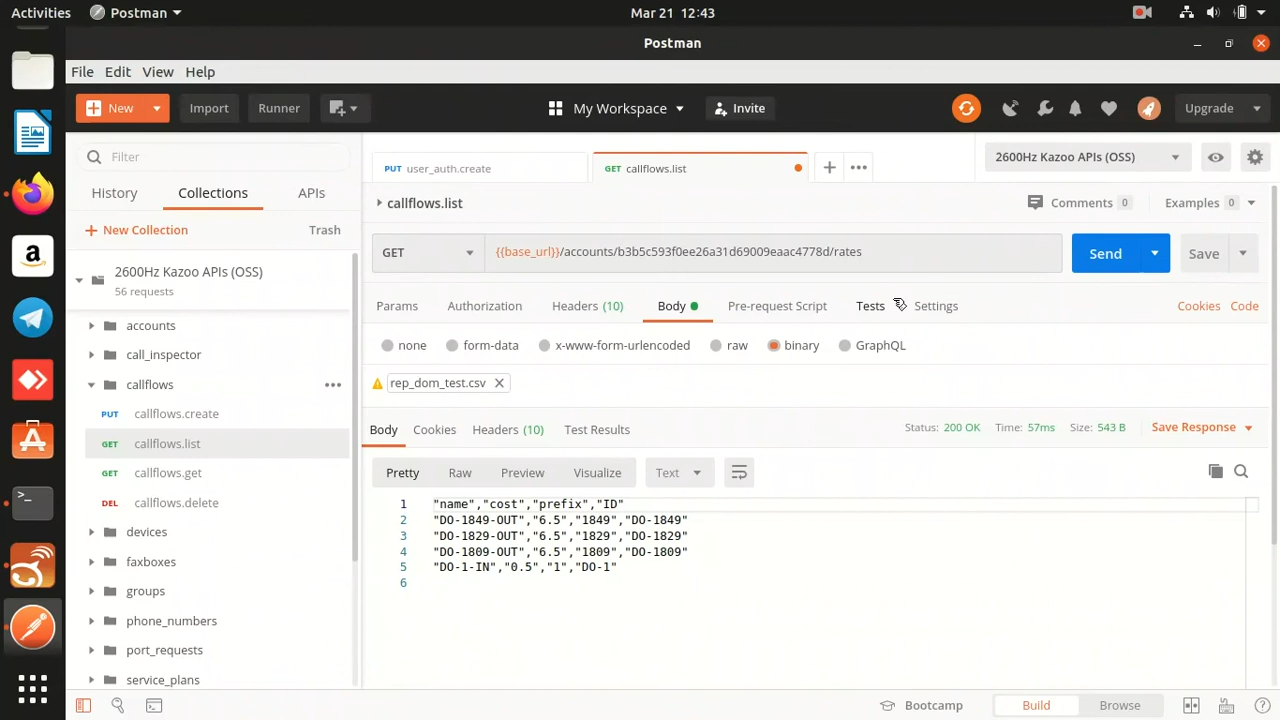 Activities
Postman
Mar 21 12:43
Postman
File Edit View Help
New
Import
Runner
My Workspace
Invite
Upgrade
Filter
History Collections APIs
New Collection
Trash
2600Hz Kazoo APIs (OSS)
56 requests
accounts
call_inspector
callflows
PUT callflows.create
GET callflows.list
GET callflows.get
DEL callflows.delete
devices
faxboxes
groups
phone_numbers
port_requests
service_plans
PUT user_auth.create
GET callflows.list
2600Hz Kazoo APIs (OSS)
callflows.list
Comments 0
Examples 0
GET
{{base_url}}/accounts/b3b5c593f0ee26a31d69009eaac4778d/rates
Send
Save
Params Authorization Headers (10) Body Pre-request Script Tests Settings Cookies Code
none form-data x-www-form-urlencoded raw binary GraphQL
rep_dom_test.csv
Body Cookies Headers (10) Test Results
Status: 200 OK Time: 57ms Size: 543 B Save Response
Pretty Raw Preview Visualize Text
1 "name","cost","prefix","ID"
2 "DO-1849-OUT","6.5","1849","DO-1849"
3 "DO-1829-OUT","6.5","1829","DO-1829"
4 "DO-1809-OUT","6.5","1809","DO-1809"
5 "DO-1-IN","0.5","1","DO-1"
6
Bootcamp
Build
Browse